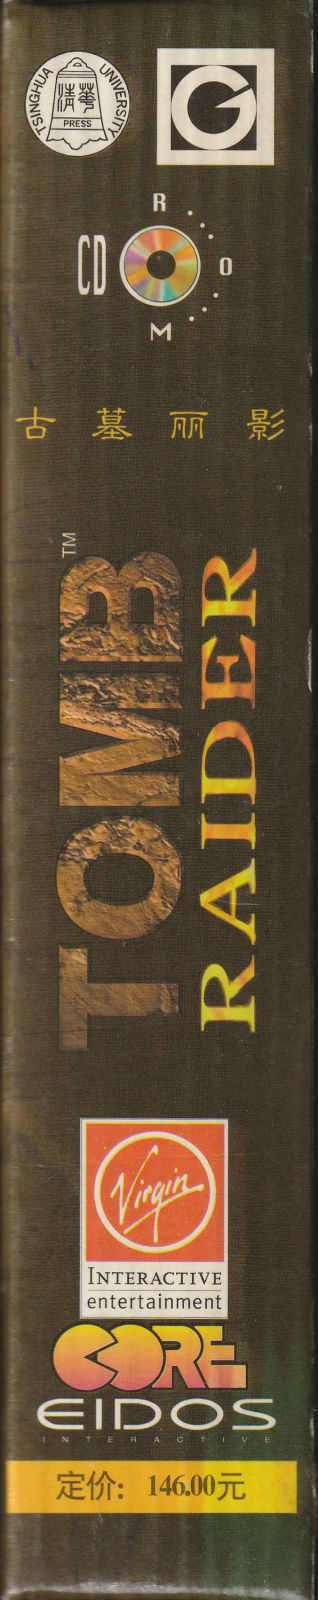 TSINGHUA UNIVERSITY
清華
PRESS
G
CD
R
O
M
古墓丽影
TOMB™
RAIDER
Virgin
INTERACTIVE
entertainment
CORE
EIDOS
INTERACTIVE
定价: 146.00元